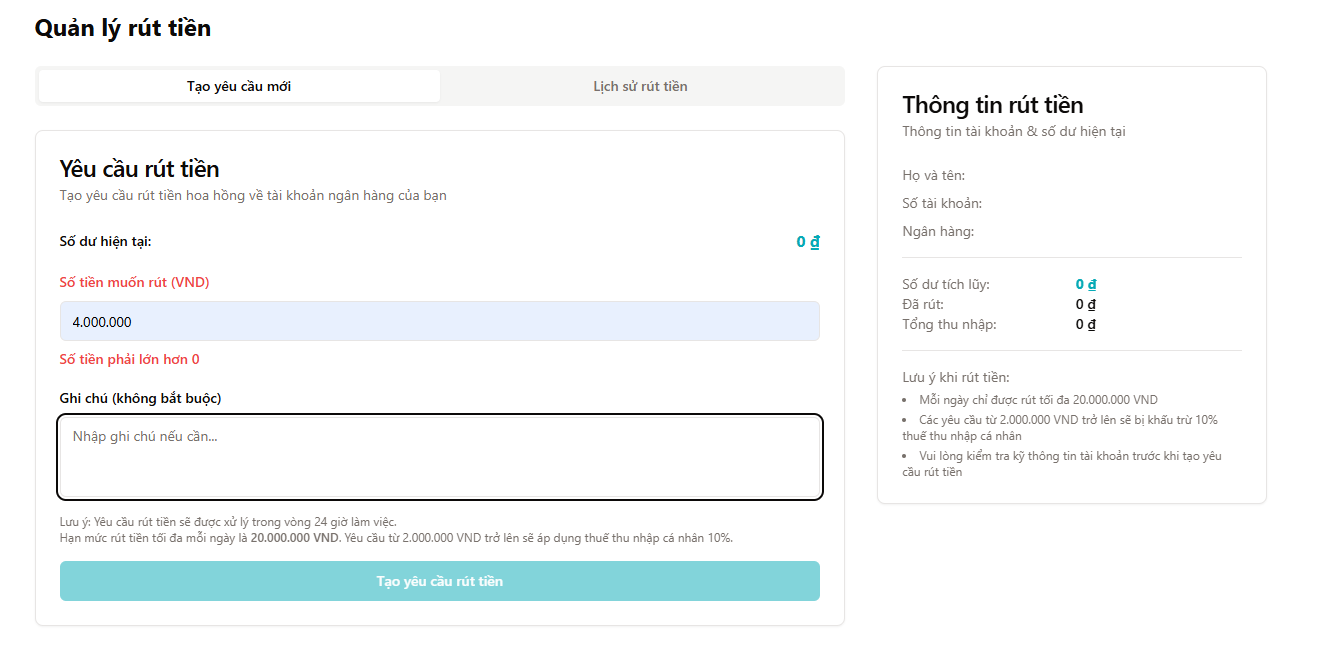 Quản lý rút tiền
Tạo yêu cầu mới
Lịch sử rút tiền
Yêu cầu rút tiền
Tạo yêu cầu rút tiền hoa hồng về tài khoản ngân hàng của bạn
Số dư hiện tại:
0 ₫
Số tiền muốn rút (VND)
4.000.000
Số tiền phải lớn hơn 0
Ghi chú (không bắt buộc)
Nhập ghi chú nếu cần...
Lưu ý: Yêu cầu rút tiền sẽ được xử lý trong vòng 24 giờ làm việc.
Hạn mức rút tiền tối đa mỗi ngày là 20.000.000 VND. Yêu cầu từ 2.000.000 VND trở lên sẽ áp dụng thuế thu nhập cá nhân 10%.
Tạo yêu cầu rút tiền
Thông tin rút tiền
Thông tin tài khoản & số dư hiện tại
Họ và tên:
Số tài khoản:
Ngân hàng:
Số dư tích lũy: 0 ₫
Đã rút: 0 ₫
Tổng thu nhập: 0 ₫
Lưu ý khi rút tiền:
• Mỗi ngày chỉ được rút tối đa 20.000.000 VND
• Các yêu cầu từ 2.000.000 VND trở lên sẽ bị khấu trừ 10%
thuế thu nhập cá nhân
• Vui lòng kiểm tra kỹ thông tin tài khoản trước khi tạo yêu
cầu rút tiền